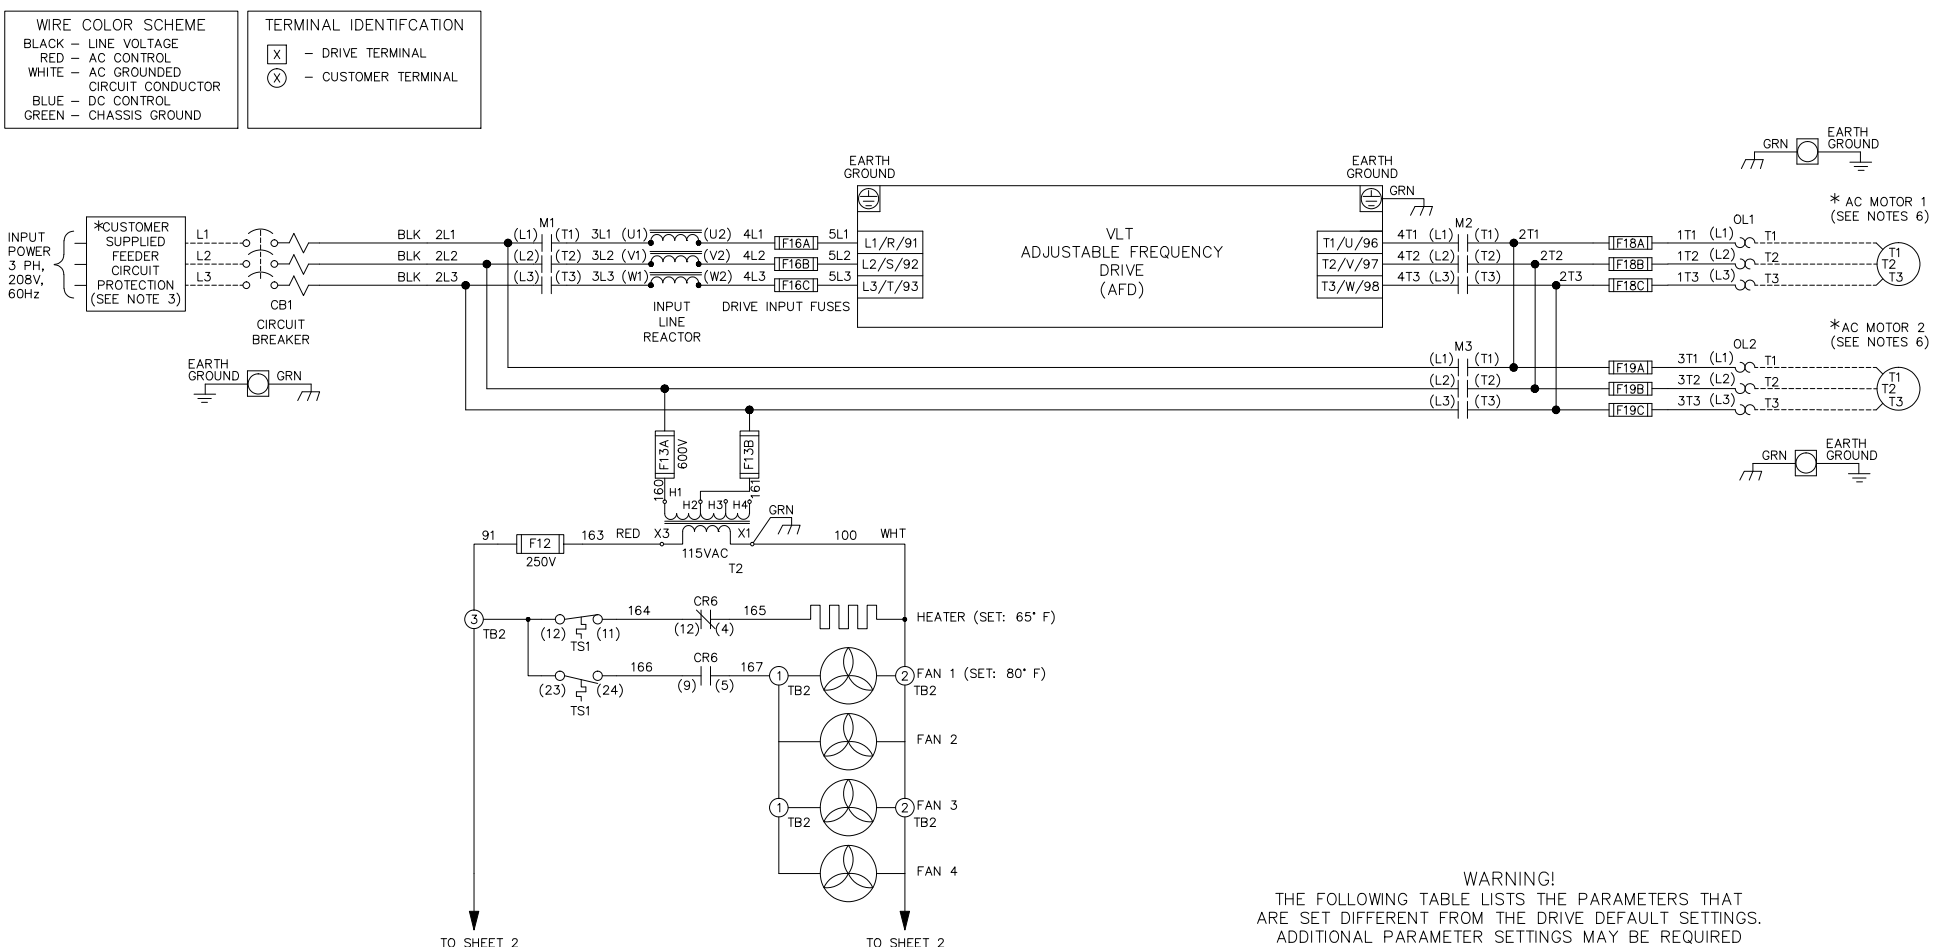 WIRE COLOR SCHEME
BLACK – LINE VOLTAGE
RED – AC CONTROL
WHITE – AC GROUNDED
CIRCUIT CONDUCTOR
BLUE – DC CONTROL
GREEN – CHASSIS GROUND
TERMINAL IDENTIFCATION
X – DRIVE TERMINAL
X – CUSTOMER TERMINAL
INPUT
POWER
3 PH,
208V,
60Hz
*CUSTOMER
SUPPLIED
FEEDER
CIRCUIT
PROTECTION
(SEE NOTE 3)
L1
L2
L3
CB1
CIRCUIT
BREAKER
EARTH
GROUND
GRN
BLK 2L1
BLK 2L2
BLK 2L3
M1
(L1) (T1) 3L1 (U1) (U2) 4L1 F16A 5L1
(L2) (T2) 3L2 (V1) (V2) 4L2 F16B 5L2
(L3) (T3) 3L3 (W1) (W2) 4L3 F16C 5L3
INPUT
LINE
REACTOR
DRIVE INPUT FUSES
EARTH
GROUND
L1/R/91
L2/S/92
L3/T/93
VLT
ADJUSTABLE FREQUENCY
DRIVE
(AFD)
EARTH
GROUND
GRN
T1/U/96
T2/V/97
T3/W/98
M2
4T1 (L1) (T1) 2T1
4T2 (L2) (T2) 2T2
4T3 (L3) (T3) 2T3
F18A
F18B
F18C
OL1
1T1 (L1) T1
1T2 (L2) T2
1T3 (L3) T3
GRN
EARTH
GROUND
* AC MOTOR 1
(SEE NOTES 6)
T1
T2
T3
M3
(L1) (T1)
(L2) (T2)
(L3) (T3)
F19A
F19B
F19C
OL2
3T1 (L1) T1
3T2 (L2) T2
3T3 (L3) T3
*AC MOTOR 2
(SEE NOTES 6)
T1
T2
T3
GRN
EARTH
GROUND
F13A
600V
F13B
160
161
H1
H2 H3 H4
GRN
91 F12 163 RED X3 X1 100 WHT
250V
115VAC
T2
3
TB2
(12) (11)
TS1
164
CR6
(12) (4)
165
HEATER (SET: 65° F)
(23) (24)
TS1
166
CR6
(9) (5)
167
1
TB2
2
TB2
FAN 1 (SET: 80° F)
FAN 2
1
TB2
2
TB2
FAN 3
FAN 4
TO SHEET 2
TO SHEET 2
WARNING!
THE FOLLOWING TABLE LISTS THE PARAMETERS THAT
ARE SET DIFFERENT FROM THE DRIVE DEFAULT SETTINGS.
ADDITIONAL PARAMETER SETTINGS MAY BE REQUIRED